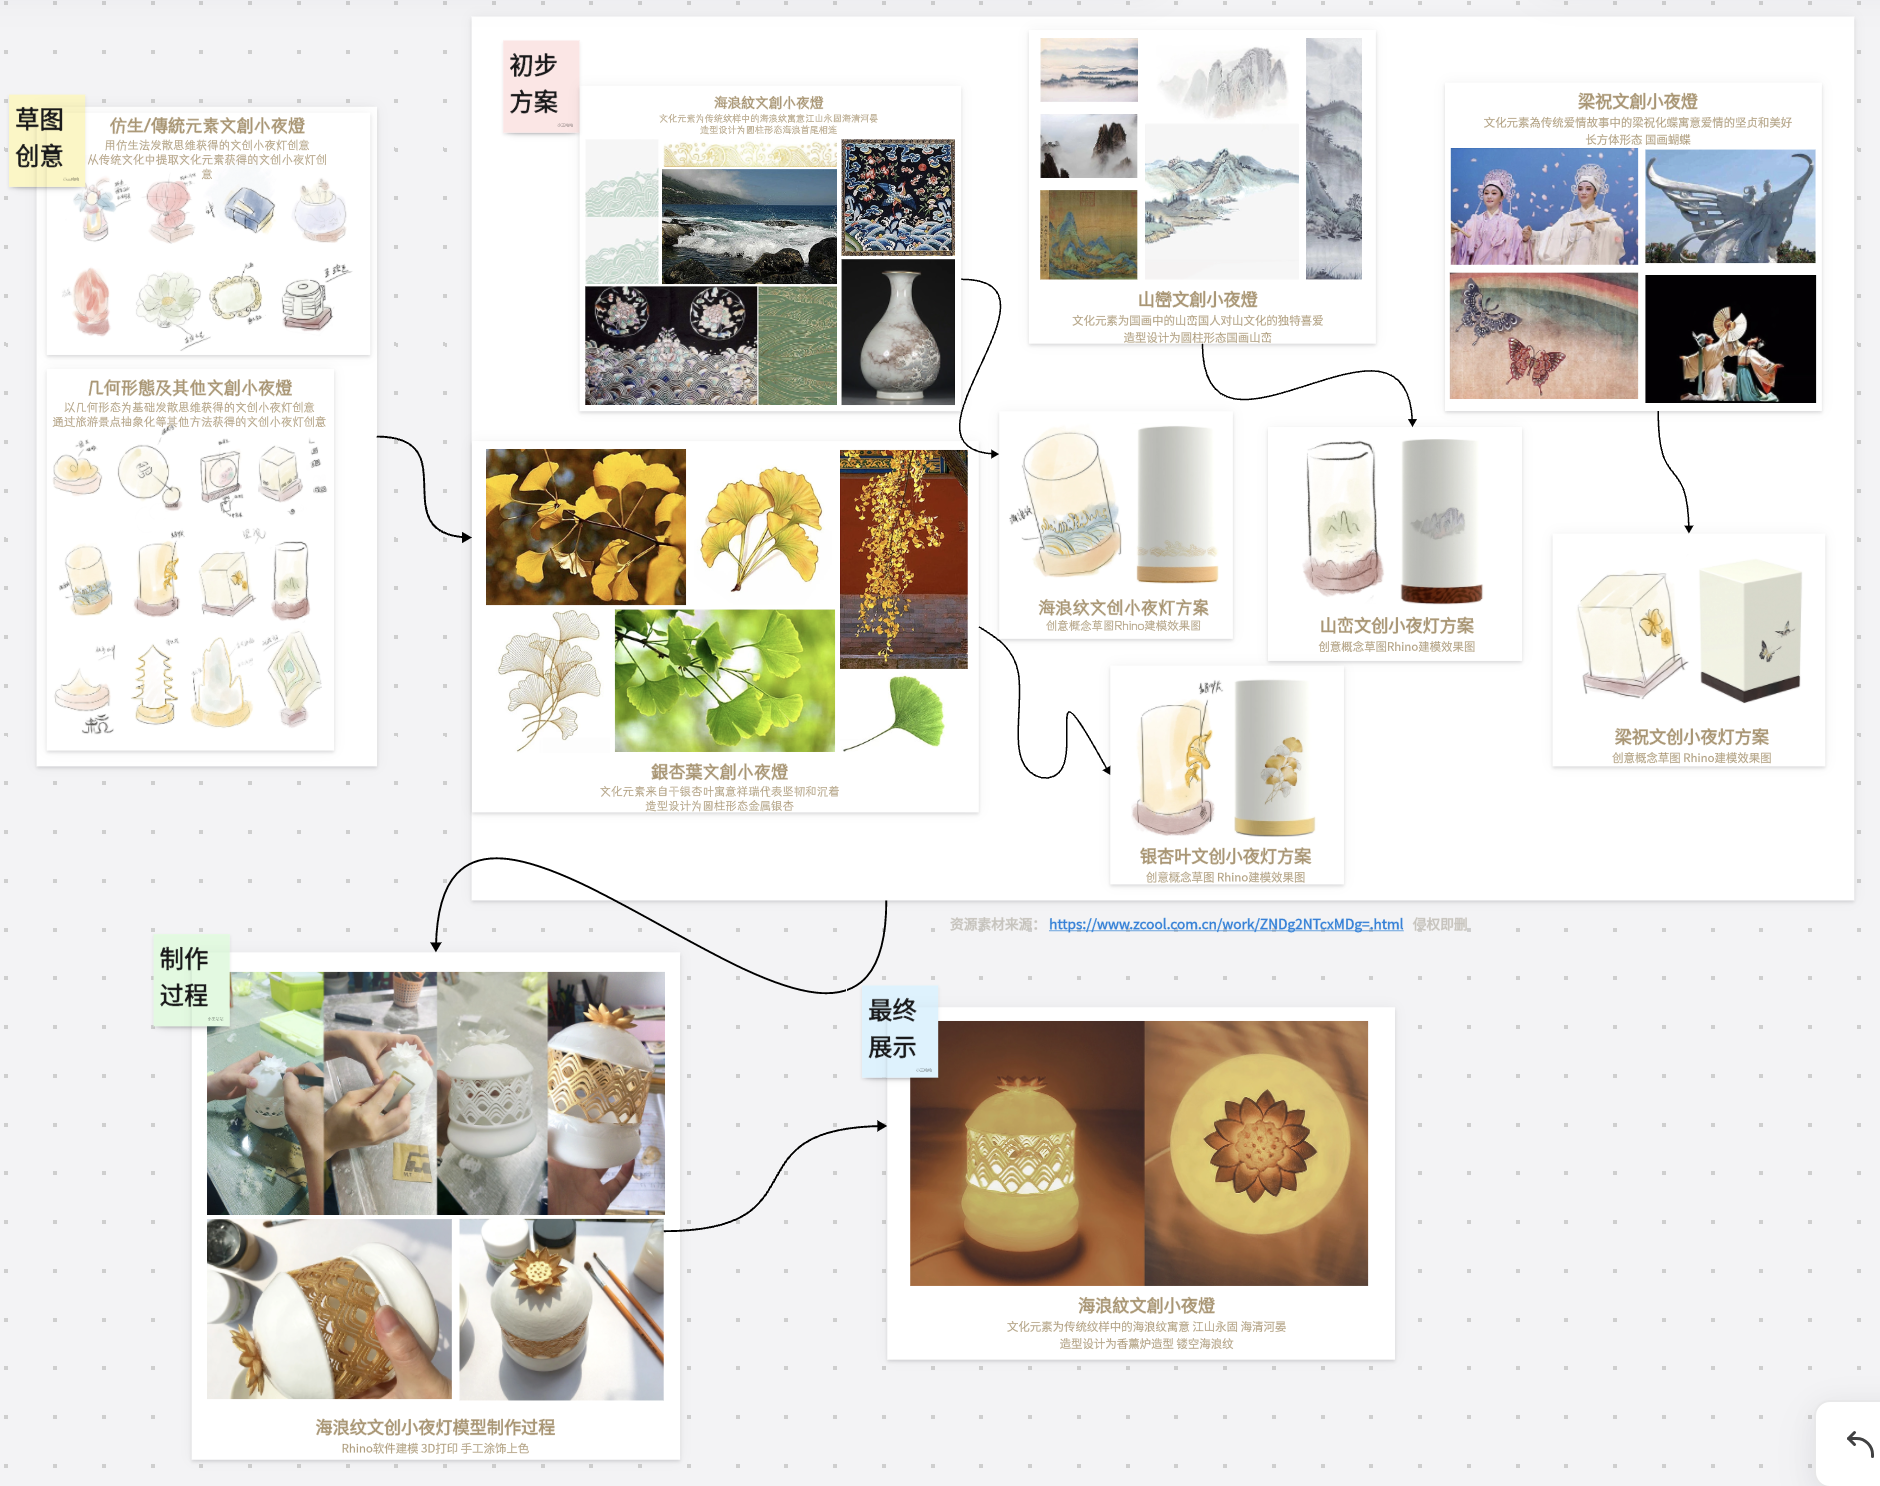 草图
创意
仿生/傳統元素文創小夜燈
用仿生法发散思维获得的文创小夜灯创意
从传统文化中提取文化元素获得的文创小夜灯创
意
几何形態及其他文創小夜燈
以几何形态为基础发散思维获得的文创小夜灯创意
通过旅游景点抽象化等其他方法获得的文创小夜灯创意
初步
方案
海浪紋文創小夜燈
文化元素为传统纹样中的海浪纹寓意江山永固海清河晏
造型设计为圆柱形态海浪首尾相连
山巒文創小夜燈
文化元素为国画中的山峦国人对山文化的独特喜爱
造型设计为圆柱形态国画山峦
梁祝文創小夜燈
文化元素為传统爱情故事中的梁祝化蝶寓意爱情的坚贞和美好
长方体形态 国画蝴蝶
銀杏葉文創小夜燈
文化元素来自于银杏叶寓意祥瑞代表坚韧和沉着
造型设计为圆柱形态金属银杏
海浪纹文创小夜灯方案
创意概念草图Rhino建模效果图
山峦文创小夜灯方案
创意概念草图Rhino建模效果图
梁祝文创小夜灯方案
创意概念草图 Rhino建模效果图
银杏叶文创小夜灯方案
创意概念草图 Rhino建模效果图
资源素材来源： https://www.zcool.com.cn/work/ZNDg2NTcxMDg=.html 侵权即删。
制作
过程
海浪纹文创小夜灯模型制作过程
Rhino软件建模 3D打印 手工涂饰上色
最终
展示
海浪紋文創小夜燈
文化元素为传统纹样中的海浪纹寓意 江山永固 海清河晏
造型设计为香薰炉造型 镂空海浪纹